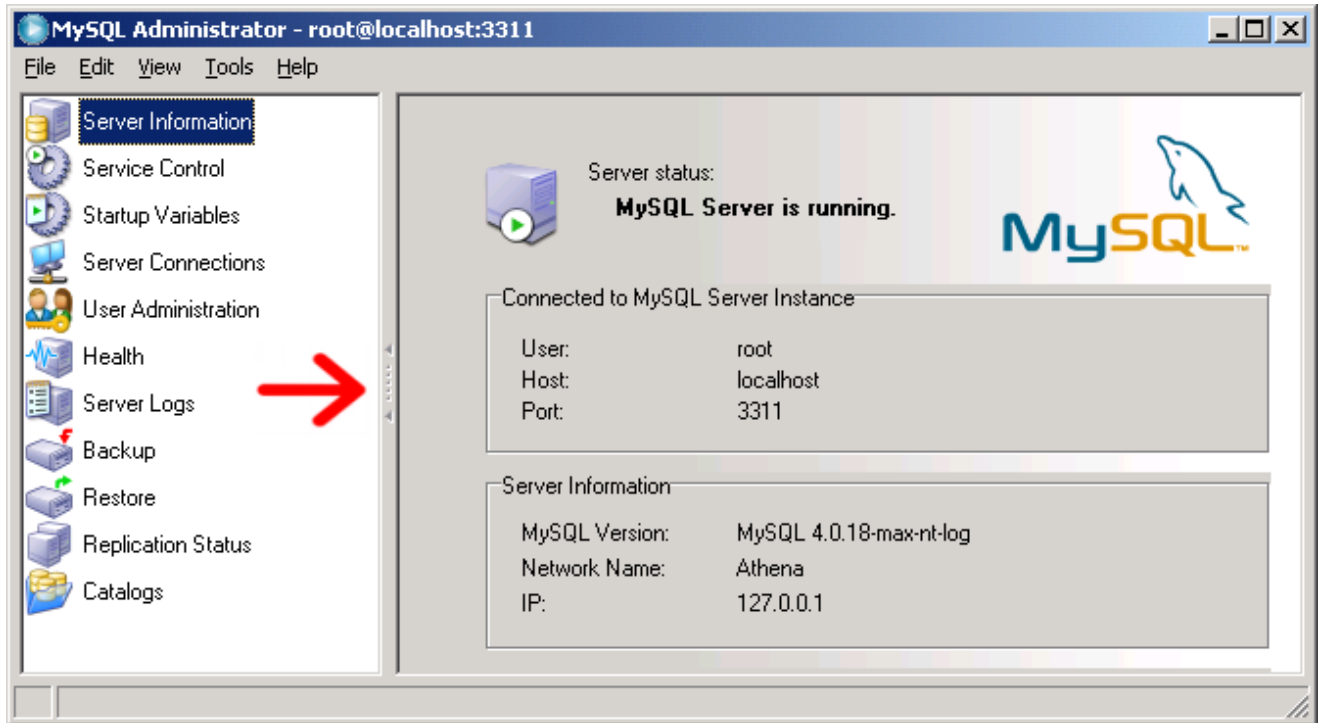 MySQL Administrator - root@localhost:3311
File Edit View Tools Help
Server Information
Service Control
Startup Variables
Server Connections
User Administration
Health
Server Logs
Backup
Restore
Replication Status
Catalogs
Server status:
MySQL Server is running.
MySQL™
Connected to MySQL Server Instance
User: root
Host: localhost
Port: 3311
Server Information
MySQL Version: MySQL 4.0.18-max-nt-log
Network Name: Athena
IP: 127.0.0.1